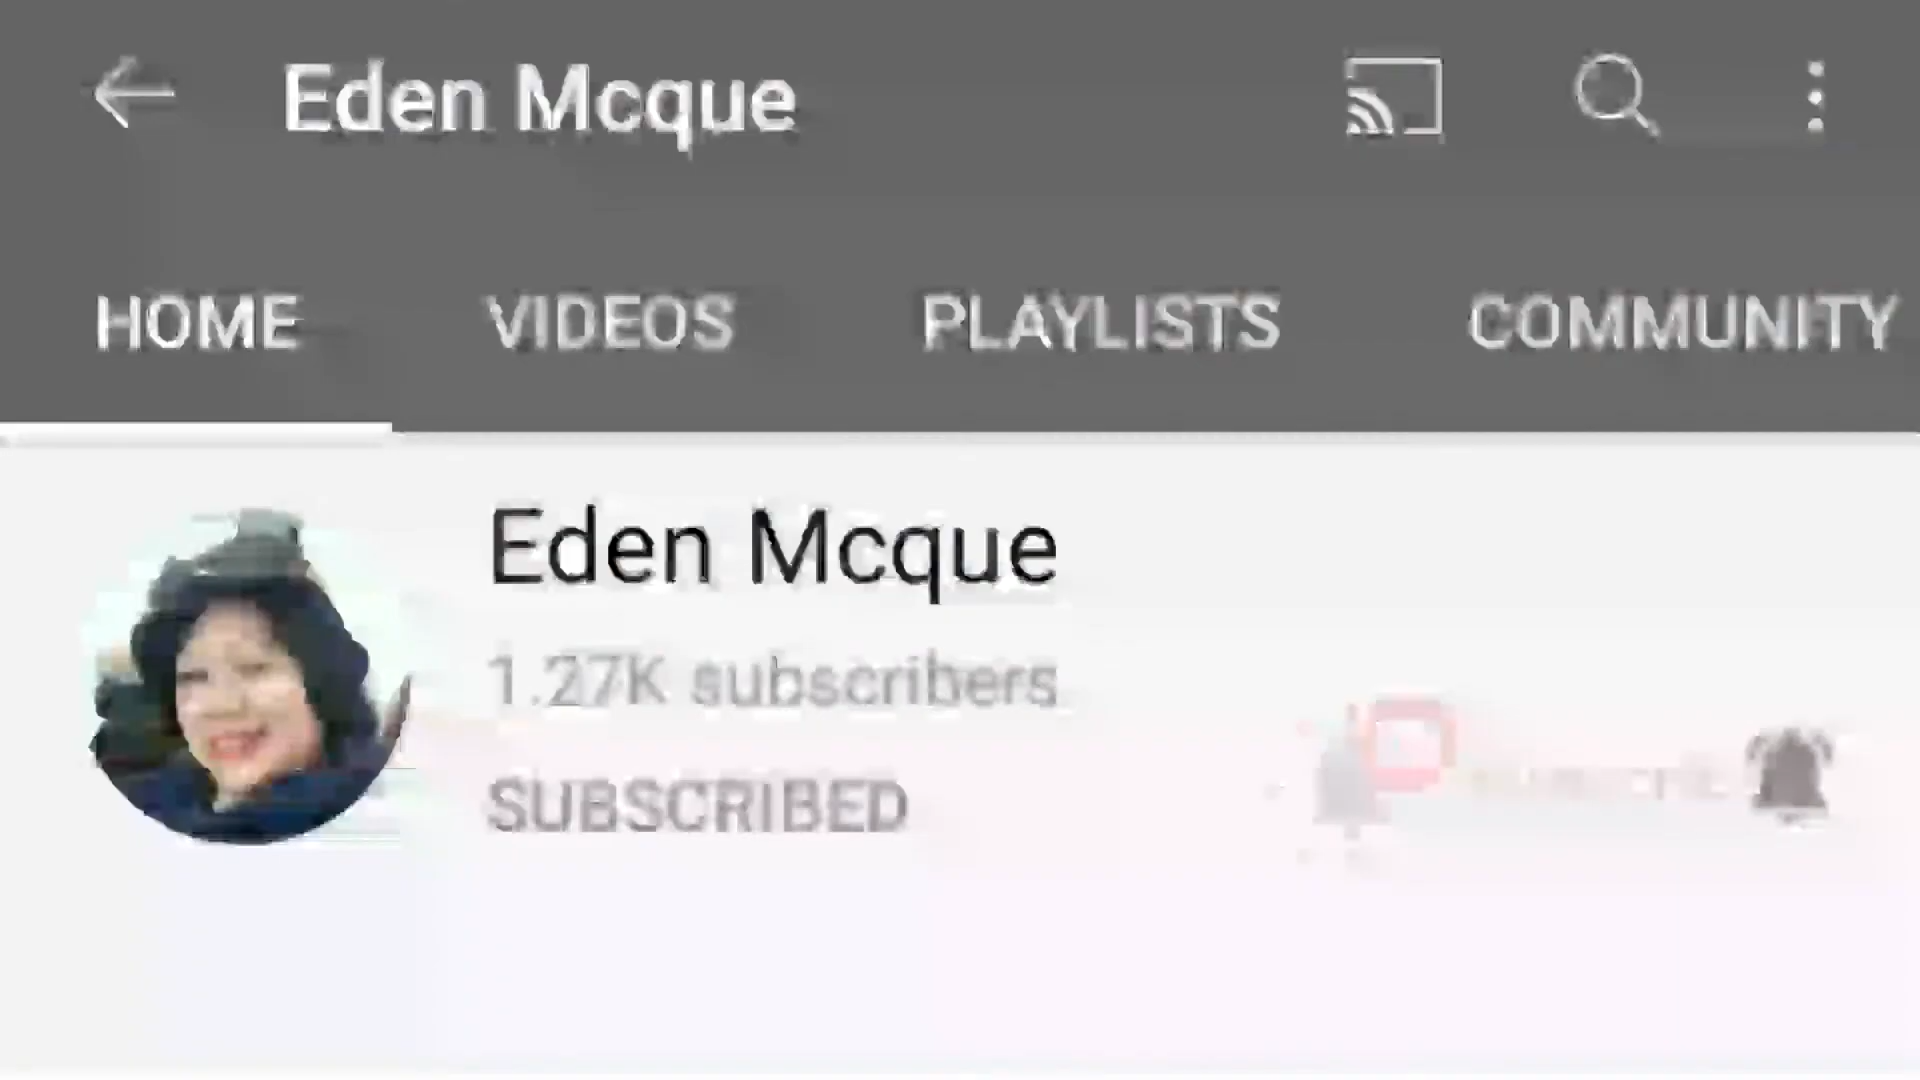 Eden Mcque
HOME VIDEOS PLAYLISTS COMMUNITY
Eden Mcque
1.27K subscribers
SUBSCRIBED